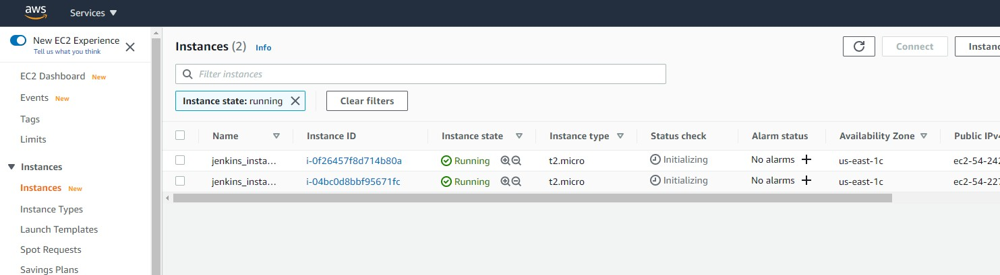 aws
Services
New EC2 Experience
Tell us what you think
EC2 Dashboard New
Events New
Tags
Limits
Instances
Instances New
Instance Types
Launch Templates
Spot Requests
Savings Plans
Instances (2) Info
Connect
Instanc
Filter instances
Instance state: running
Clear filters
Name Instance ID Instance state Instance type Status check Alarm status Availability Zone Public IPv4
jenkins_insta... i-0f26457f8d714b80a Running t2.micro Initializing No alarms us-east-1c ec2-54-242
jenkins_insta... i-04bc0d8bbf95671fc Running t2.micro Initializing No alarms us-east-1c ec2-54-227